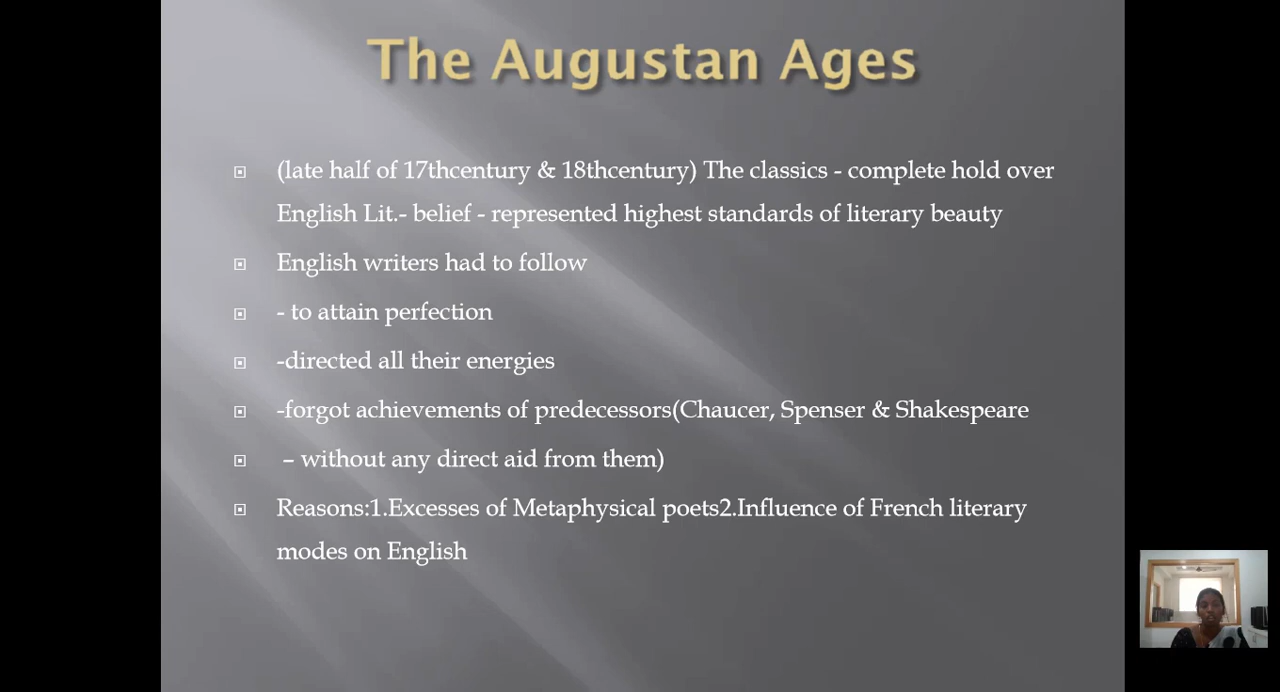 The Augustan Ages
(late half of 17thcentury & 18thcentury) The classics - complete hold over
English Lit.- belief - represented highest standards of literary beauty
English writers had to follow
- to attain perfection
-directed all their energies
-forgot achievements of predecessors(Chaucer, Spenser & Shakespeare
– without any direct aid from them)
Reasons:1.Excesses of Metaphysical poets2.Influence of French literary
modes on English